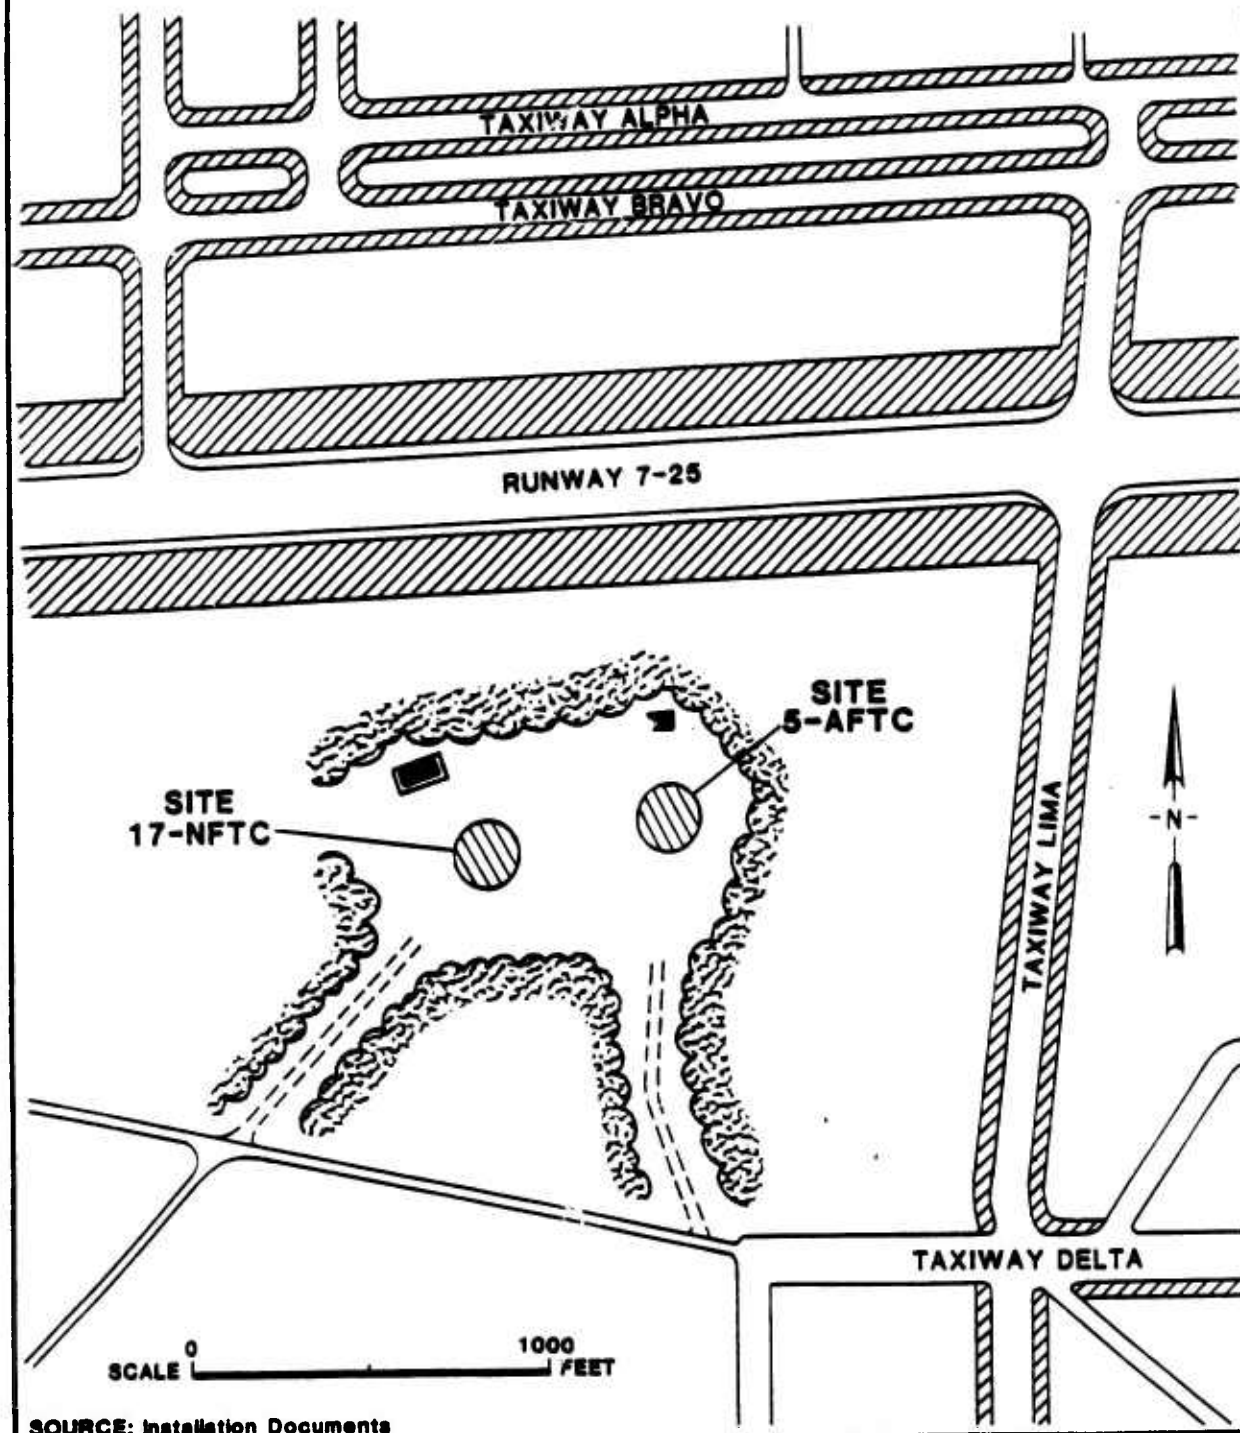 TAXIWAY ALPHA
TAXIWAY BRAVO
RUNWAY 7-25
SITE
5-AFTC
SITE
17-NFTC
-N-
TAXIWAY LIMA
TAXIWAY DELTA
0 1000
SCALE FEET
SOURCE: Installation Documents